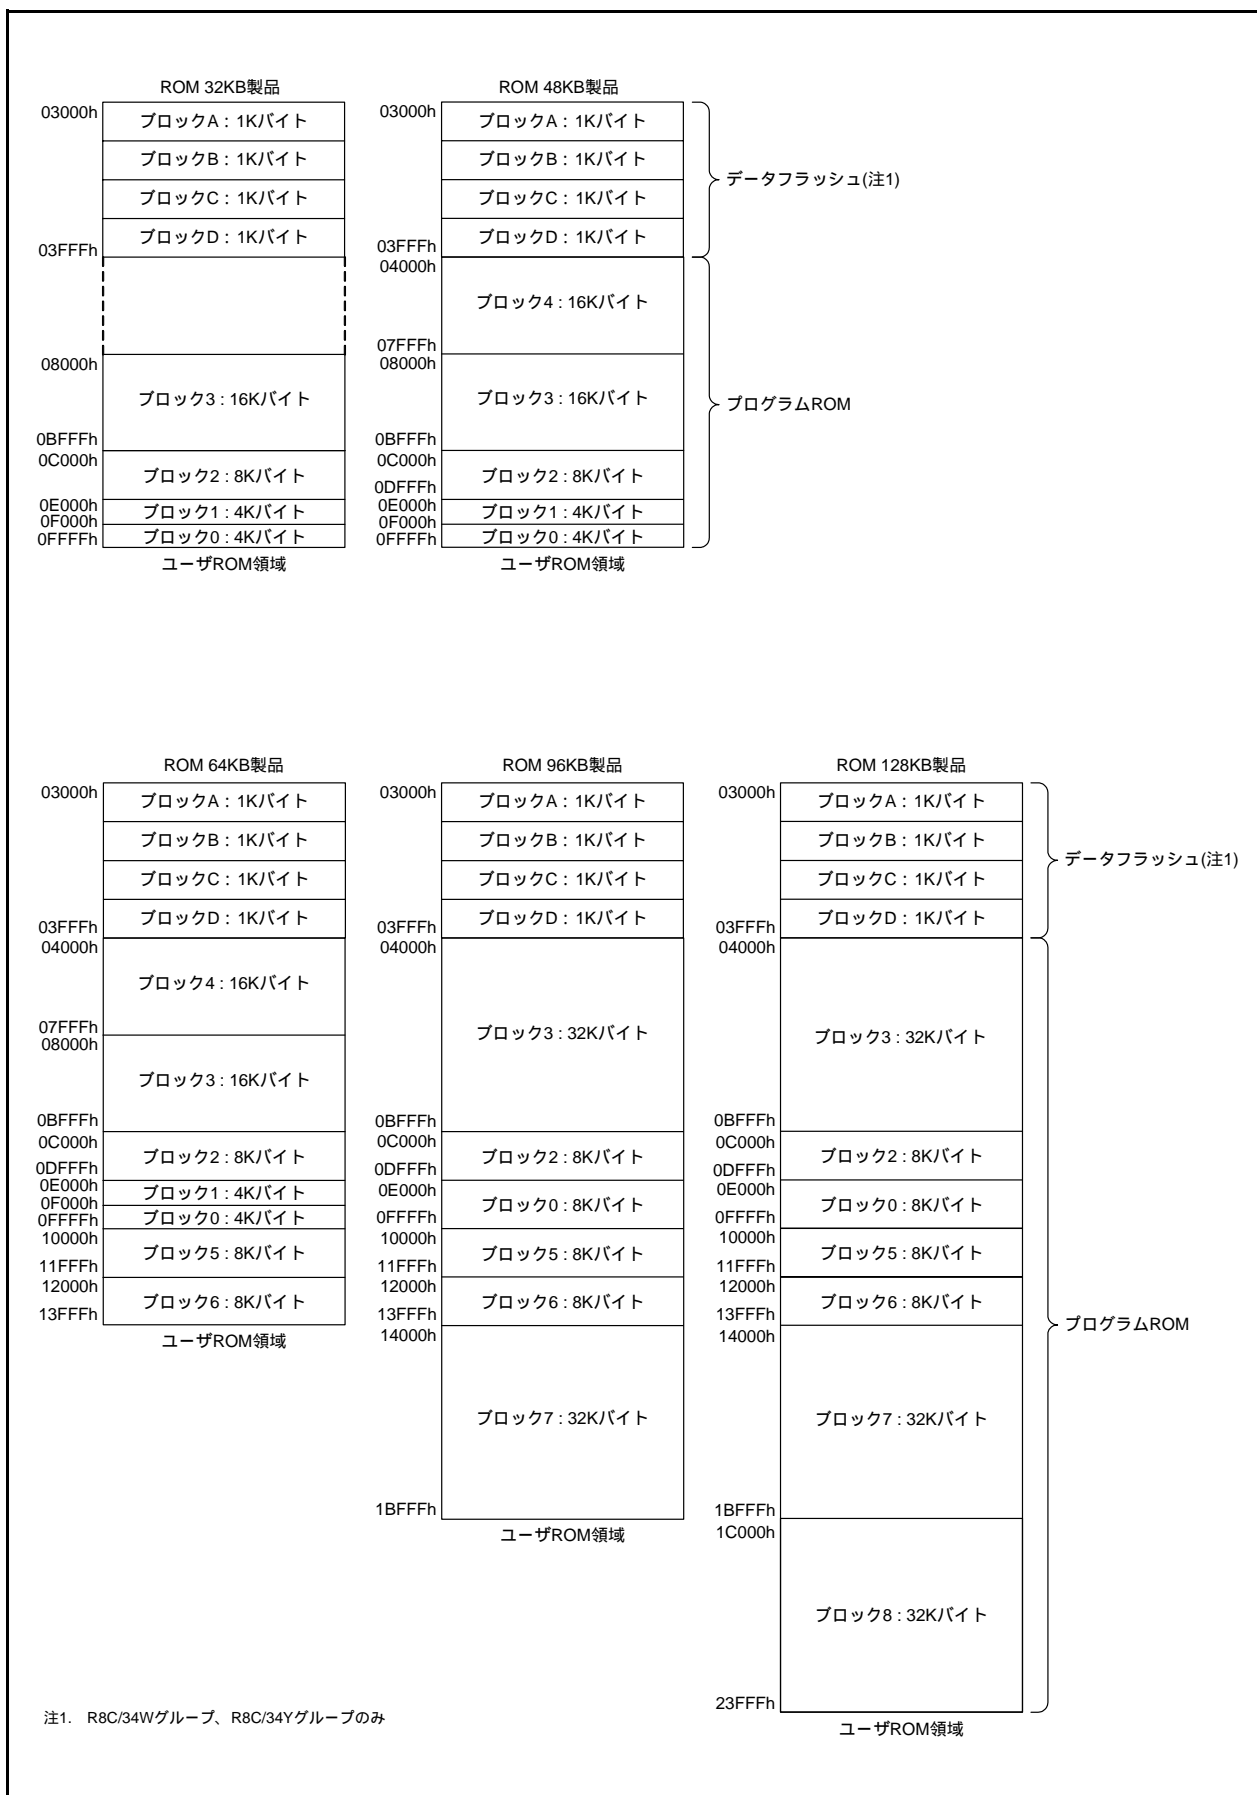 ROM 32KB製品
03000h
ブロックA : 1Kバイト
ブロックB : 1Kバイト
ブロックC : 1Kバイト
ブロックD : 1Kバイト
03FFFh
08000h
ブロック3 : 16Kバイト
0BFFFh
0C000h
ブロック2 : 8Kバイト
0E000h
ブロック1 : 4Kバイト
0F000h
ブロック0 : 4Kバイト
0FFFFh
ユーザROM領域
ROM 48KB製品
03000h
ブロックA : 1Kバイト
ブロックB : 1Kバイト
ブロックC : 1Kバイト
ブロックD : 1Kバイト
03FFFh
04000h
ブロック4 : 16Kバイト
07FFFh
08000h
ブロック3 : 16Kバイト
0BFFFh
0C000h
ブロック2 : 8Kバイト
0DFFFh
0E000h
ブロック1 : 4Kバイト
0F000h
ブロック0 : 4Kバイト
0FFFFh
ユーザROM領域
データフラッシュ(注1)
プログラムROM
ROM 64KB製品
03000h
ブロックA : 1Kバイト
ブロックB : 1Kバイト
ブロックC : 1Kバイト
ブロックD : 1Kバイト
03FFFh
04000h
ブロック4 : 16Kバイト
07FFFh
08000h
ブロック3 : 16Kバイト
0BFFFh
0C000h
ブロック2 : 8Kバイト
0DFFFh
0E000h
ブロック1 : 4Kバイト
0F000h
ブロック0 : 4Kバイト
0FFFFh
10000h
ブロック5 : 8Kバイト
11FFFh
12000h
ブロック6 : 8Kバイト
13FFFh
ユーザROM領域
ROM 96KB製品
03000h
ブロックA : 1Kバイト
ブロックB : 1Kバイト
ブロックC : 1Kバイト
ブロックD : 1Kバイト
03FFFh
04000h
ブロック3 : 32Kバイト
0BFFFh
0C000h
ブロック2 : 8Kバイト
0DFFFh
0E000h
ブロック0 : 8Kバイト
0FFFFh
10000h
ブロック5 : 8Kバイト
11FFFh
12000h
ブロック6 : 8Kバイト
13FFFh
14000h
ブロック7 : 32Kバイト
1BFFFh
ユーザROM領域
ROM 128KB製品
03000h
ブロックA : 1Kバイト
ブロックB : 1Kバイト
ブロックC : 1Kバイト
ブロックD : 1Kバイト
03FFFh
04000h
ブロック3 : 32Kバイト
0BFFFh
0C000h
ブロック2 : 8Kバイト
0DFFFh
0E000h
ブロック0 : 8Kバイト
0FFFFh
10000h
ブロック5 : 8Kバイト
11FFFh
12000h
ブロック6 : 8Kバイト
13FFFh
14000h
ブロック7 : 32Kバイト
1BFFFh
1C000h
ブロック8 : 32Kバイト
23FFFh
ユーザROM領域
データフラッシュ(注1)
プログラムROM
注1. R8C/34Wグループ、R8C/34Yグループのみ